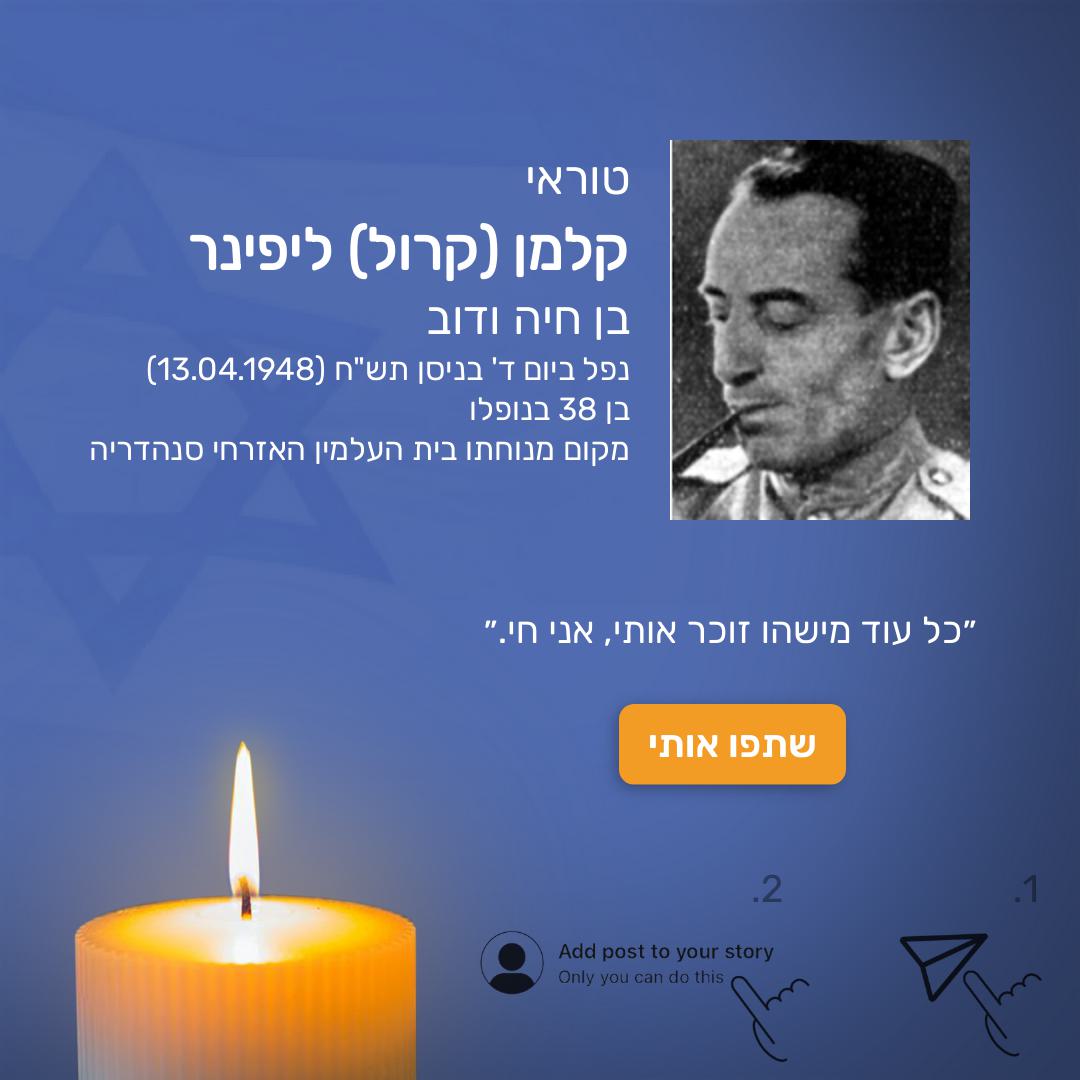 טוראי
קלמן (קרול) ליפינר
בן חיה ודוב
נפל ביום ד' בניסן תש"ח (13.04.1948)
בן 38 בנופלו
מקום מנוחתו בית העלמין האזרחי סנהדריה
״כל עוד מישהו זוכר אותי, אני חי.״
שתפו אותי
1.
2.
Add post to your story
Only you can do this